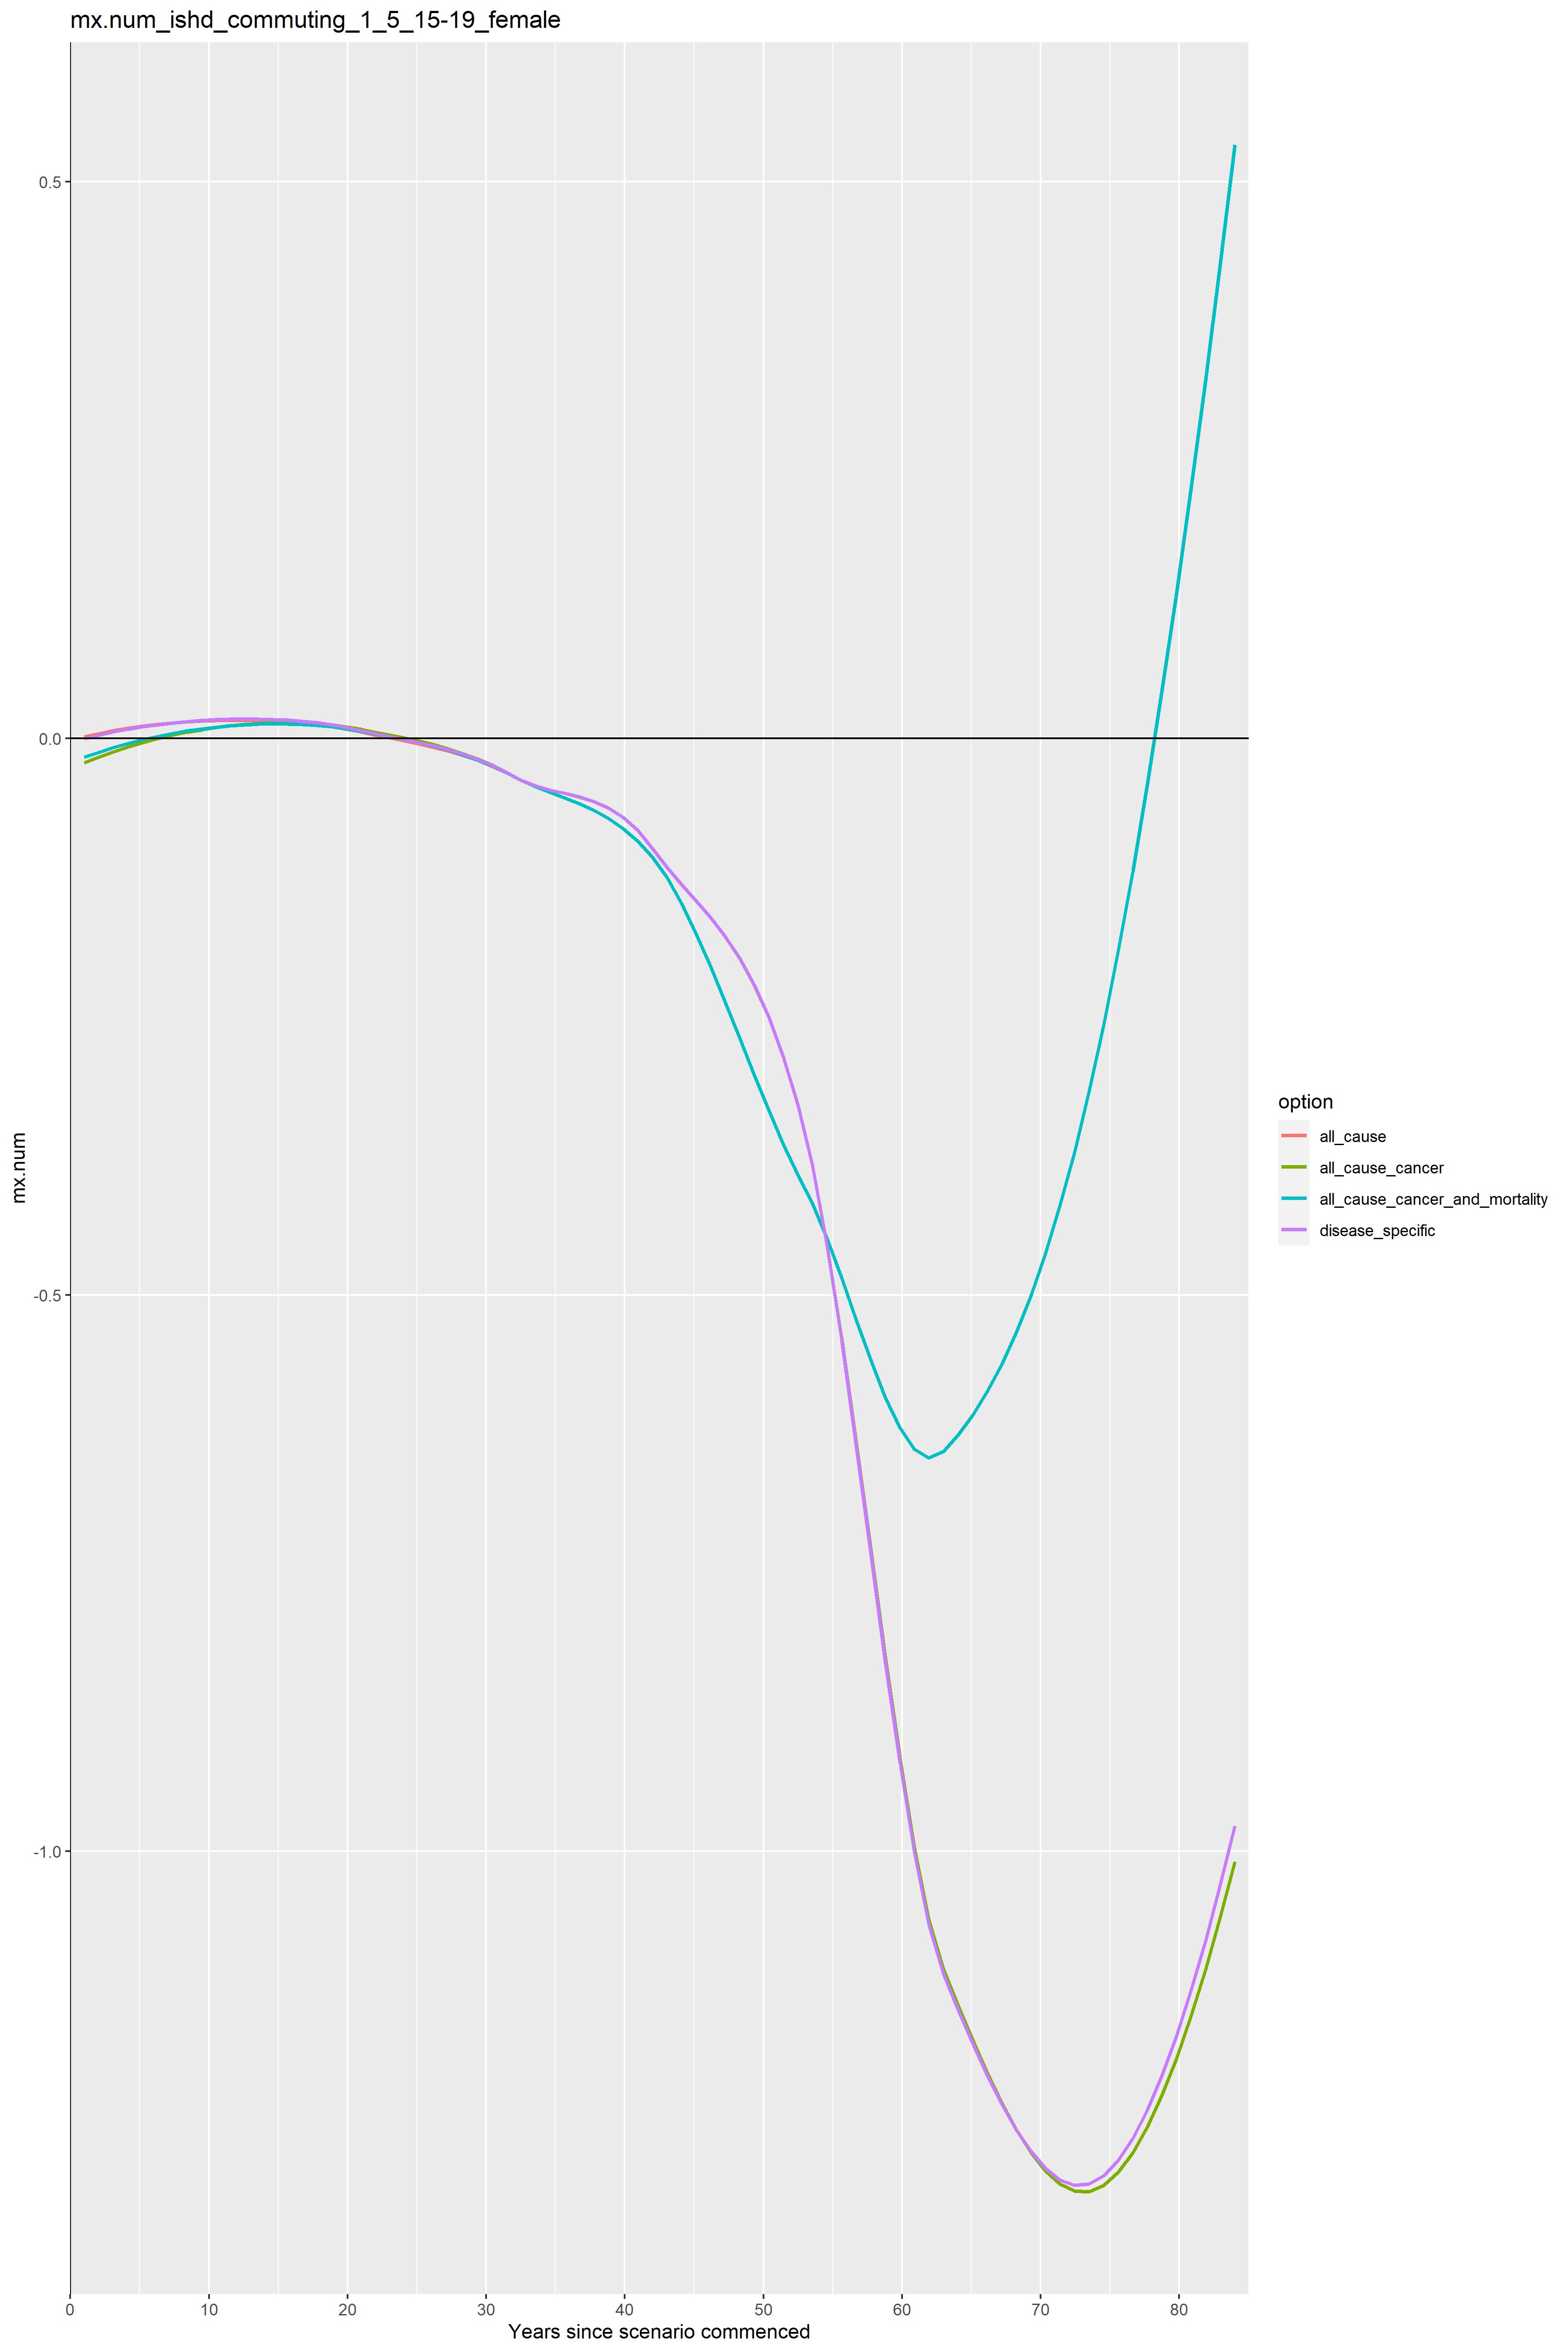 mx.num_ishd_commuting_1_5_15-19_female
0.5
0.0
-0.5
-1.0
mx.num
0 10 20 30 40 50 60 70 80
Years since scenario commenced
option
all_cause
all_cause_cancer
all_cause_cancer_and_mortality
disease_specific